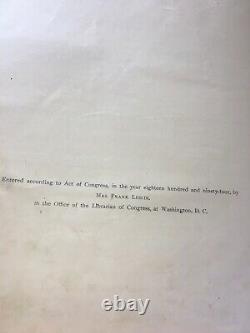 Entered according to Act of Congress, in the year eighteen hundred and ninety-four, by
Mrs. Frank Leslie,
in the Office of the Librarian of Congress, at Washington, D. C.
ebay